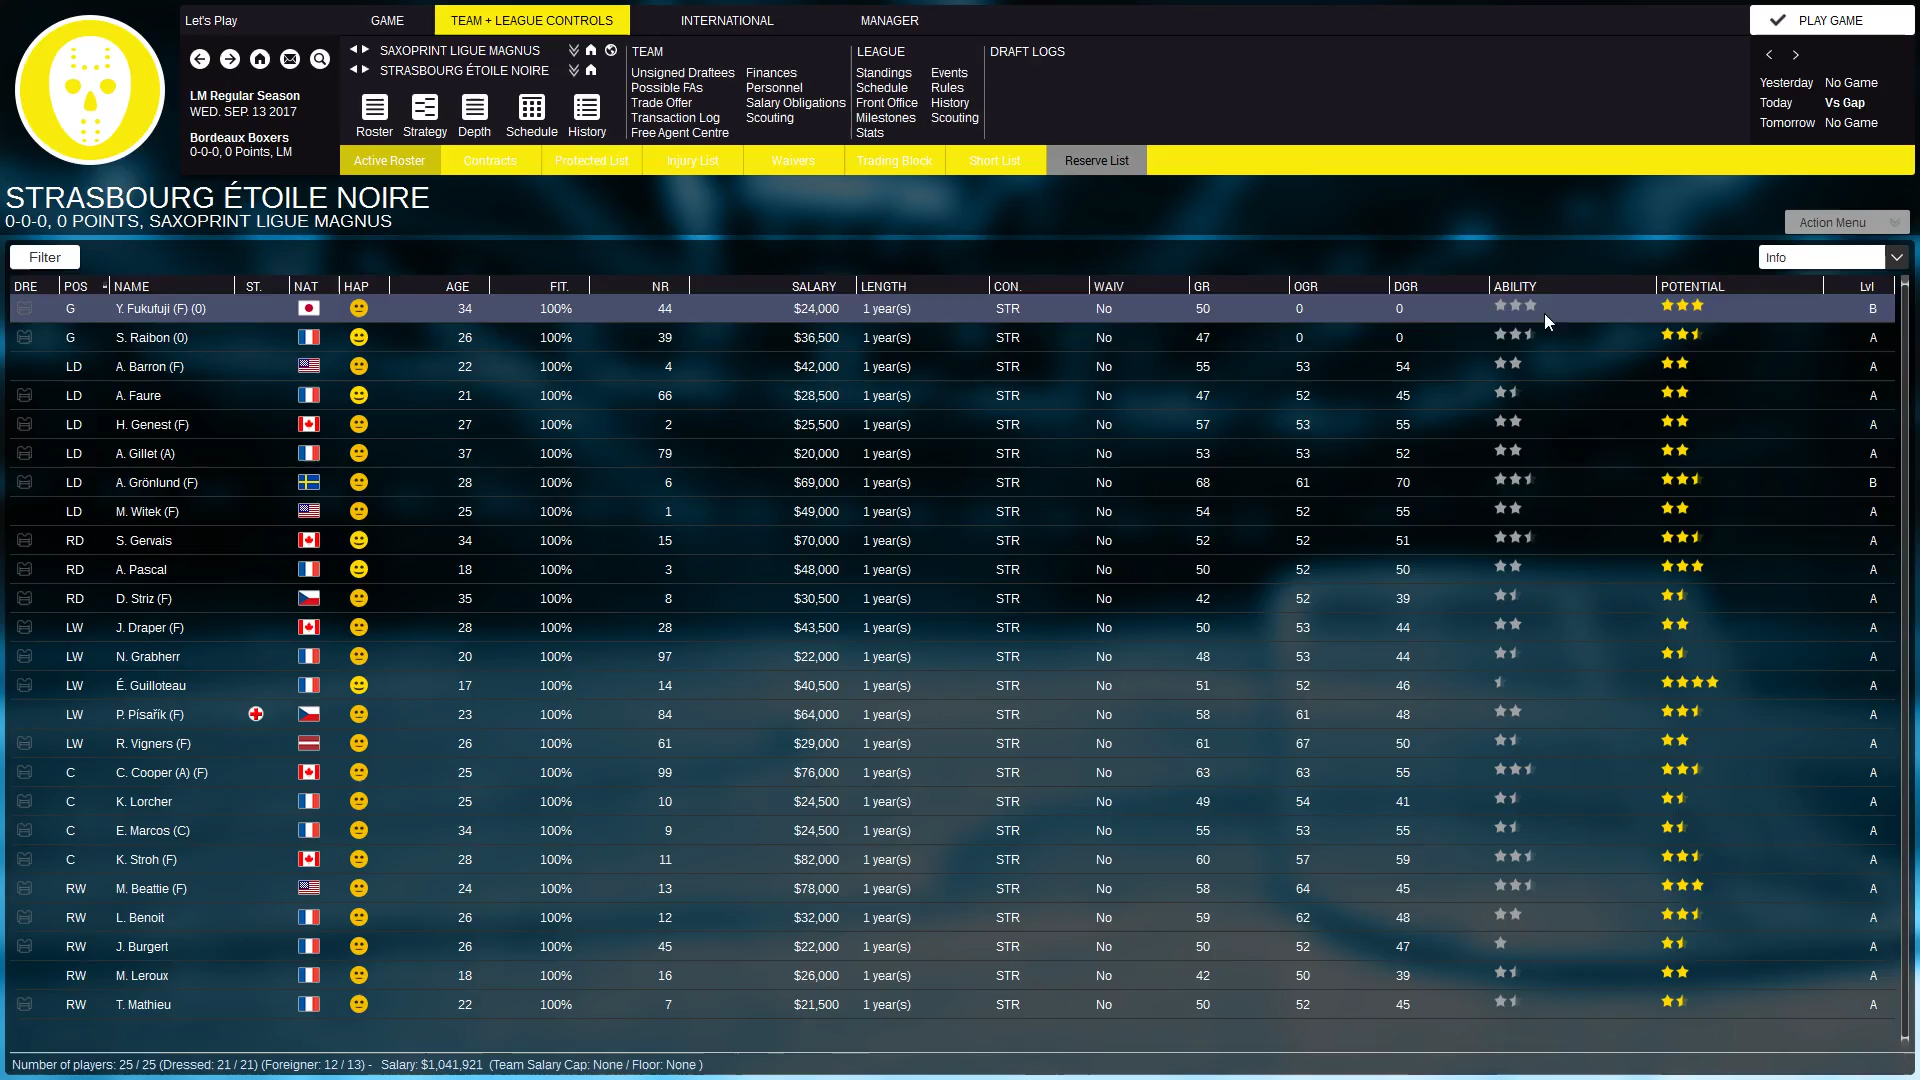 Let's Play
GAME
TEAM + LEAGUE CONTROLS
INTERNATIONAL
MANAGER
PLAY GAME
LM Regular Season
WED. SEP. 13 2017
Bordeaux Boxers
0-0-0, 0 Points, LM
SAXOPRINT LIGUE MAGNUS
STRASBOURG ÉTOILE NOIRE
Roster Strategy Depth Schedule History
TEAM
Unsigned Draftees Finances
Possible FAs Personnel
Trade Offer Salary Obligations
Transaction Log Scouting
Free Agent Centre
LEAGUE
Standings Events
Schedule Rules
Front Office History
Milestones Scouting
Stats
DRAFT LOGS
Yesterday No Game
Today Vs Gap
Tomorrow No Game
Active Roster Contracts Protected List Injury List Waivers Trading Block Short List Reserve List
STRASBOURG ÉTOILE NOIRE
0-0-0, 0 POINTS, SAXOPRINT LIGUE MAGNUS
Action Menu
Filter
Info
DRE POS NAME ST. NAT HAP AGE FIT. NR SALARY LENGTH CON. WAIV GR OGR DGR ABILITY POTENTIAL Lvl
G Y. Fukufuji (F) (0) 34 100% 44 $24,000 1 year(s) STR No 50 0 0 B
G S. Raibon (0) 26 100% 39 $36,500 1 year(s) STR No 47 0 0 A
LD A. Barron (F) 22 100% 4 $42,000 1 year(s) STR No 55 53 54 A
LD A. Faure 21 100% 66 $28,500 1 year(s) STR No 47 52 45 A
LD H. Genest (F) 27 100% 2 $25,500 1 year(s) STR No 57 53 55 A
LD A. Gillet (A) 37 100% 79 $20,000 1 year(s) STR No 53 53 52 A
LD A. Grönlund (F) 28 100% 6 $69,000 1 year(s) STR No 68 61 70 B
LD M. Witek (F) 25 100% 1 $49,000 1 year(s) STR No 54 52 55 A
RD S. Gervais 34 100% 15 $70,000 1 year(s) STR No 52 52 51 A
RD A. Pascal 18 100% 3 $48,000 1 year(s) STR No 50 52 50 A
RD D. Striz (F) 35 100% 8 $30,500 1 year(s) STR No 42 52 39 A
LW J. Draper (F) 28 100% 28 $43,500 1 year(s) STR No 50 53 44 A
LW N. Grabherr 20 100% 97 $22,000 1 year(s) STR No 48 53 44 A
LW É. Guilloteau 17 100% 14 $40,500 1 year(s) STR No 51 52 46 A
LW P. Písařík (F) 23 100% 84 $64,000 1 year(s) STR No 58 61 48 A
LW R. Vigners (F) 26 100% 61 $29,000 1 year(s) STR No 61 67 50 A
C C. Cooper (A) (F) 25 100% 99 $76,000 1 year(s) STR No 63 63 55 A
C K. Lorcher 25 100% 10 $24,500 1 year(s) STR No 49 54 41 A
C E. Marcos (C) 34 100% 9 $24,500 1 year(s) STR No 55 53 55 A
C K. Stroh (F) 28 100% 11 $82,000 1 year(s) STR No 60 57 59 A
RW M. Beattie (F) 24 100% 13 $78,000 1 year(s) STR No 58 64 45 A
RW L. Benoit 26 100% 12 $32,000 1 year(s) STR No 59 62 48 A
RW J. Burgert 26 100% 45 $22,000 1 year(s) STR No 50 52 47 A
RW M. Leroux 18 100% 16 $26,000 1 year(s) STR No 42 50 39 A
RW T. Mathieu 22 100% 7 $21,500 1 year(s) STR No 50 52 45 A
Number of players: 25 / 25 (Dressed: 21 / 21) (Foreigner: 12 / 13) - Salary: $1,041,921 (Team Salary Cap: None / Floor: None )